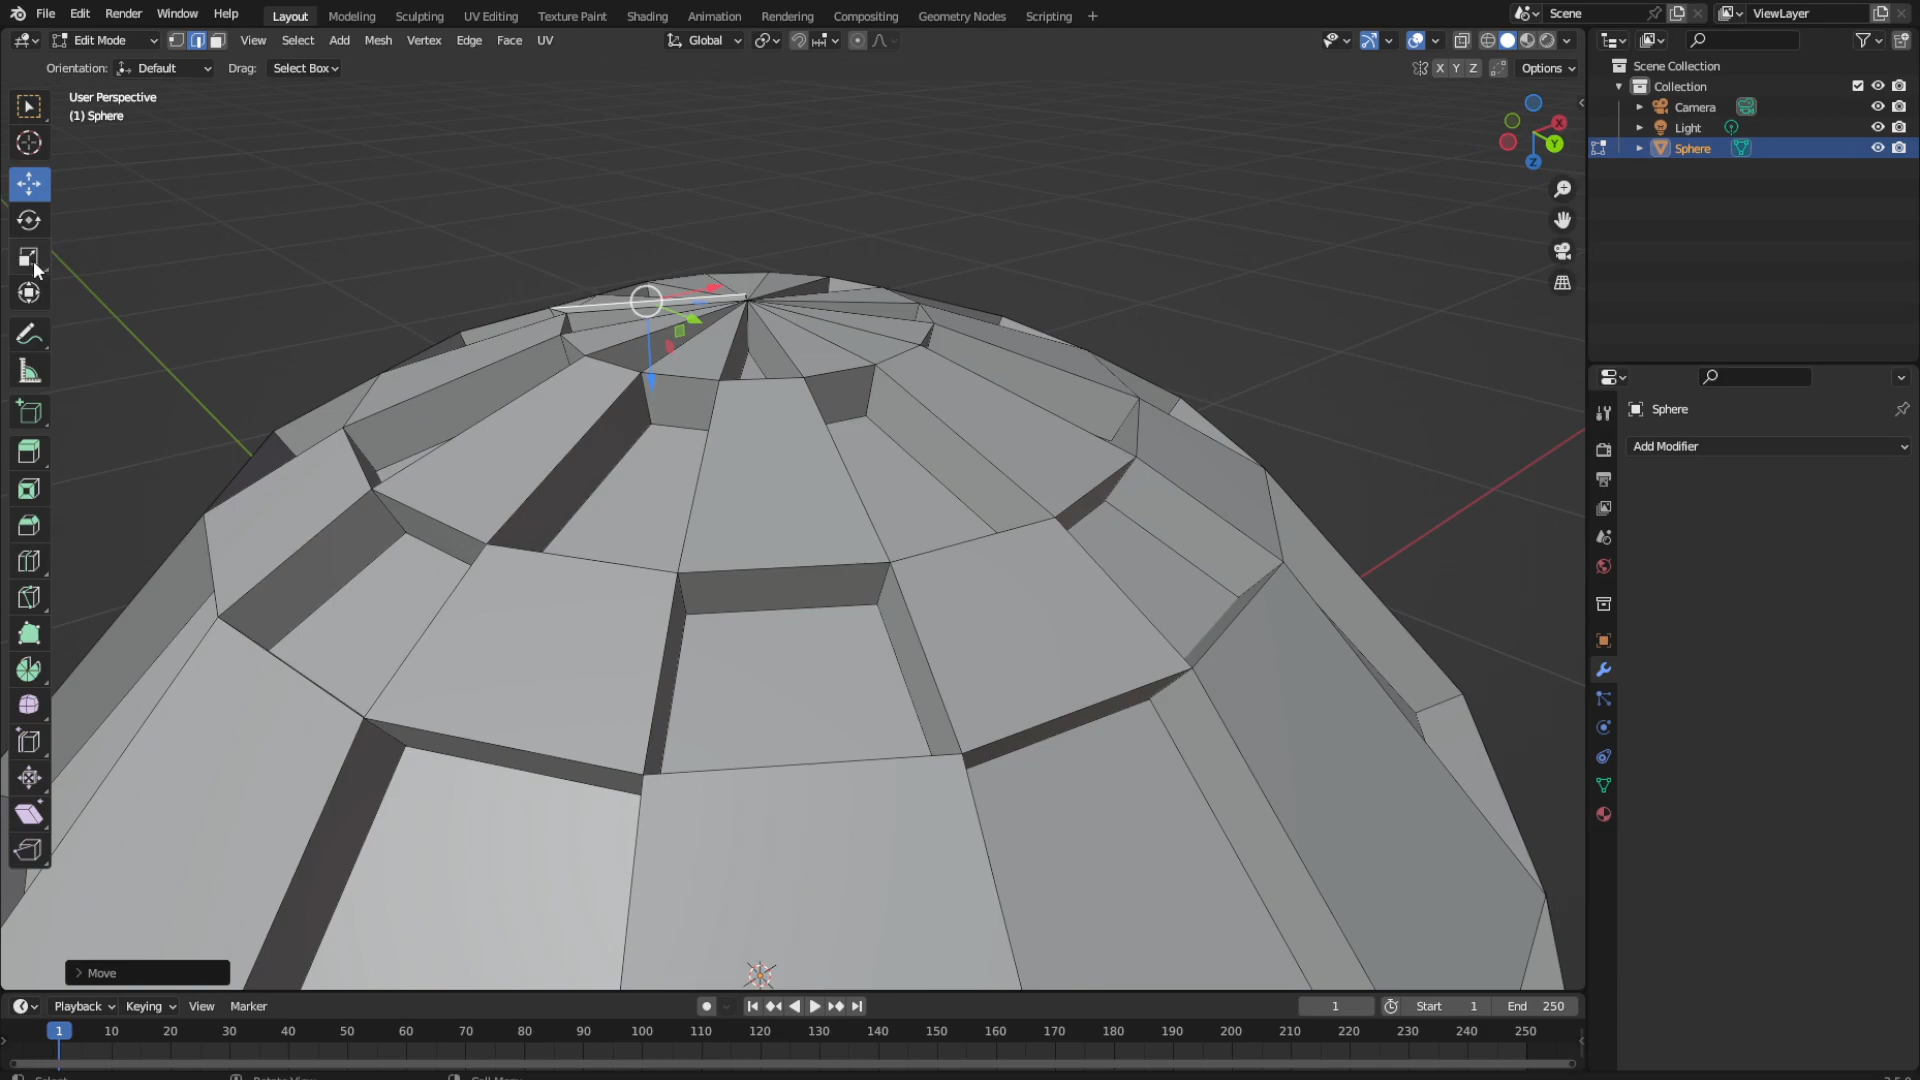 File Edit Render Window Help Layout Modeling Sculpting UV Editing Texture Paint Shading Animation Rendering Compositing Geometry Nodes Scripting + Scene ViewLayer
Edit Mode View Select Add Mesh Vertex Edge Face UV Global
Orientation: Default Drag: Select Box X Y Z Options
User Perspective
(1) Sphere
X
Y
Z
Scene Collection
Collection
Camera
Light
Sphere
Sphere
Add Modifier
Move
Playback Keying View Marker 1 Start 1 End 250
1 10 20 30 40 50 60 70 80 90 100 110 120 130 140 150 160 170 180 190 200 210 220 230 240 250